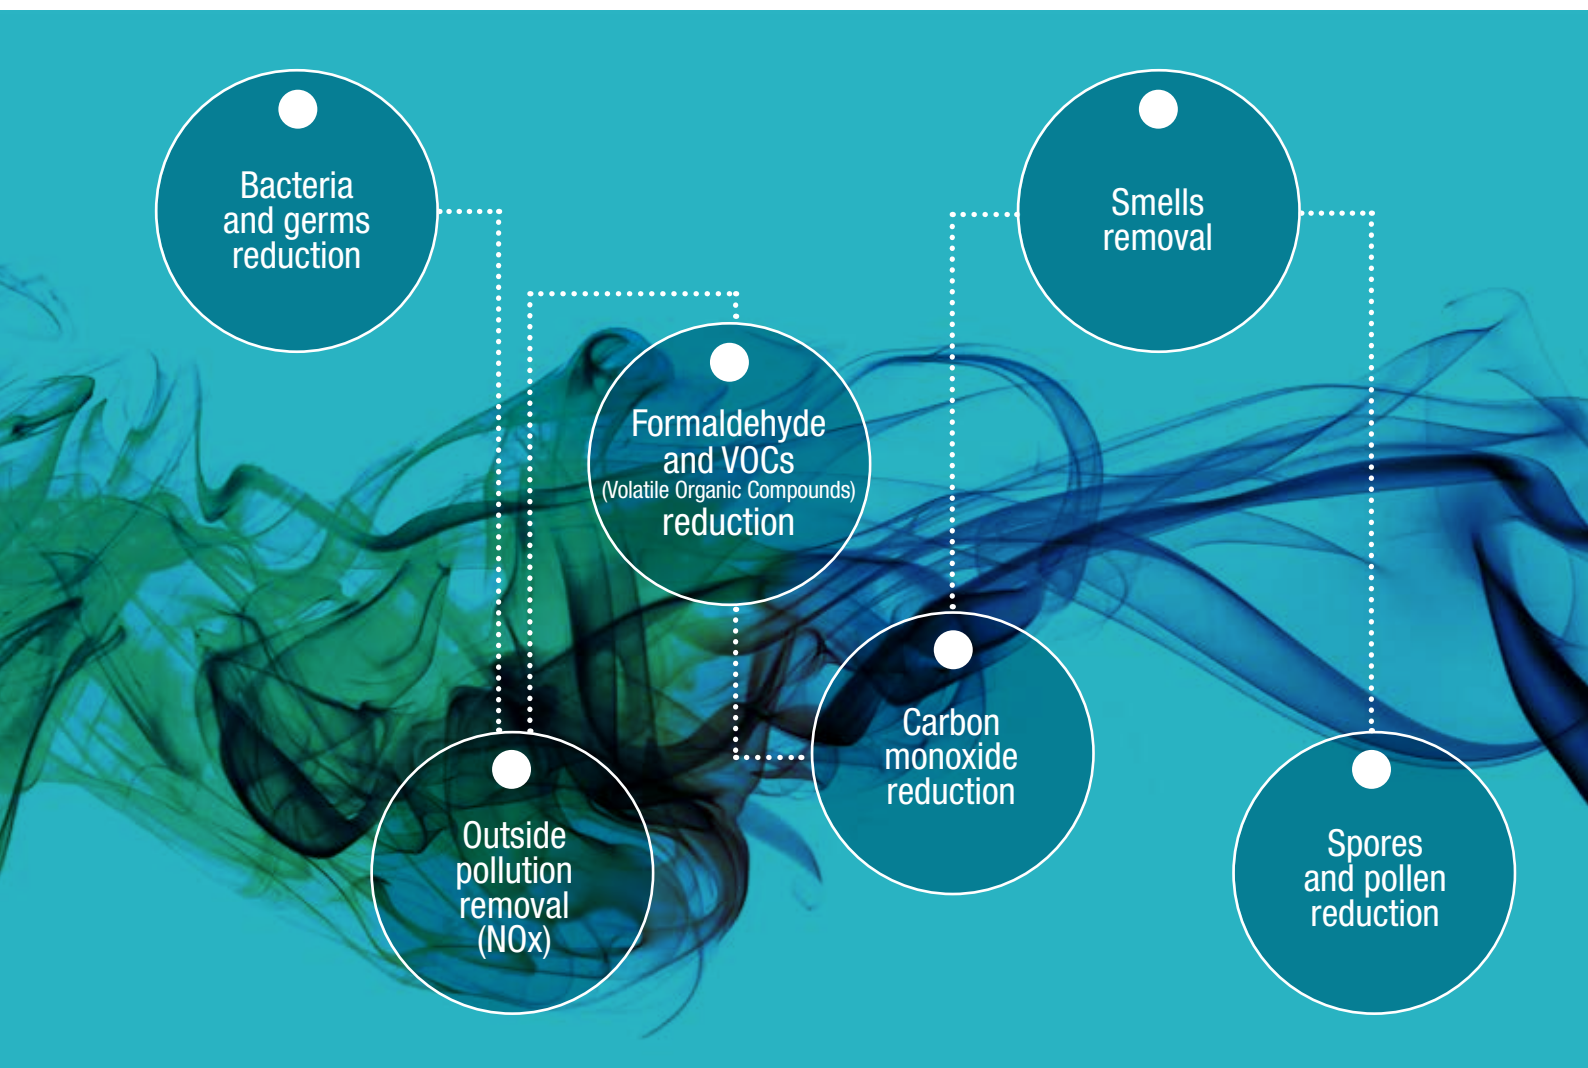 Bacteria
and germs
reduction
Smells
removal
Formaldehyde
and VOCs
(Volatile Organic Compounds)
reduction
Carbon
monoxide
reduction
Outside
pollution
removal
(NOx)
Spores
and pollen
reduction